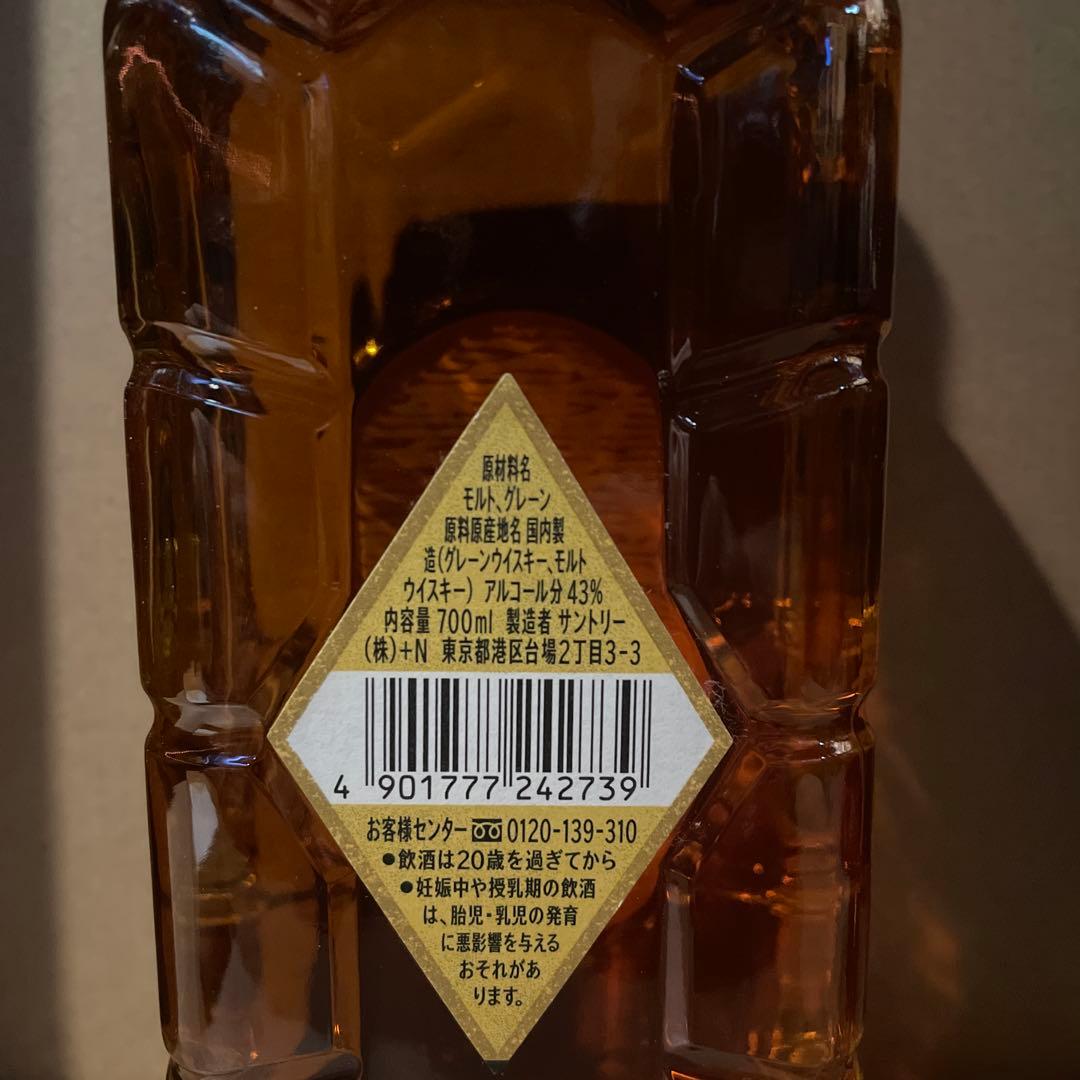 原材料名
モルト、グレーン
原料原産地名 国内製
造(グレーンウイスキー、モルト
ウイスキー) アルコール分 43%
内容量 700ml 製造者 サントリー
(株)+N 東京都港区台場2丁目3-3
4 901777 242739
お客様センター 0120-139-310
●飲酒は20歳を過ぎてから
●妊娠中や授乳期の飲酒
は、胎児・乳児の発育
に悪影響を与える
おそれがあ
ります。